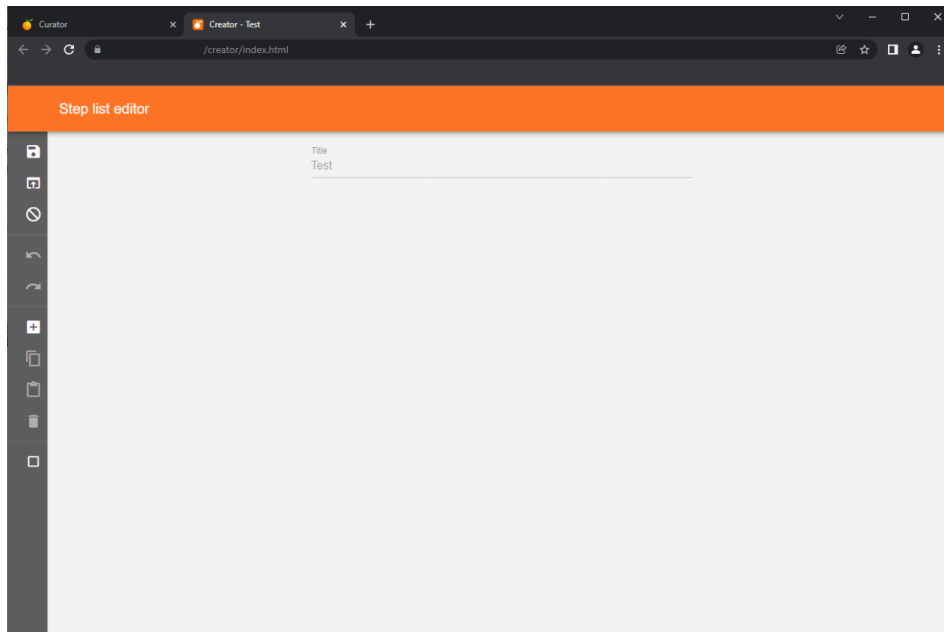 Curator
Creator - Test
/creator/index.html
Step list editor
Title
Test